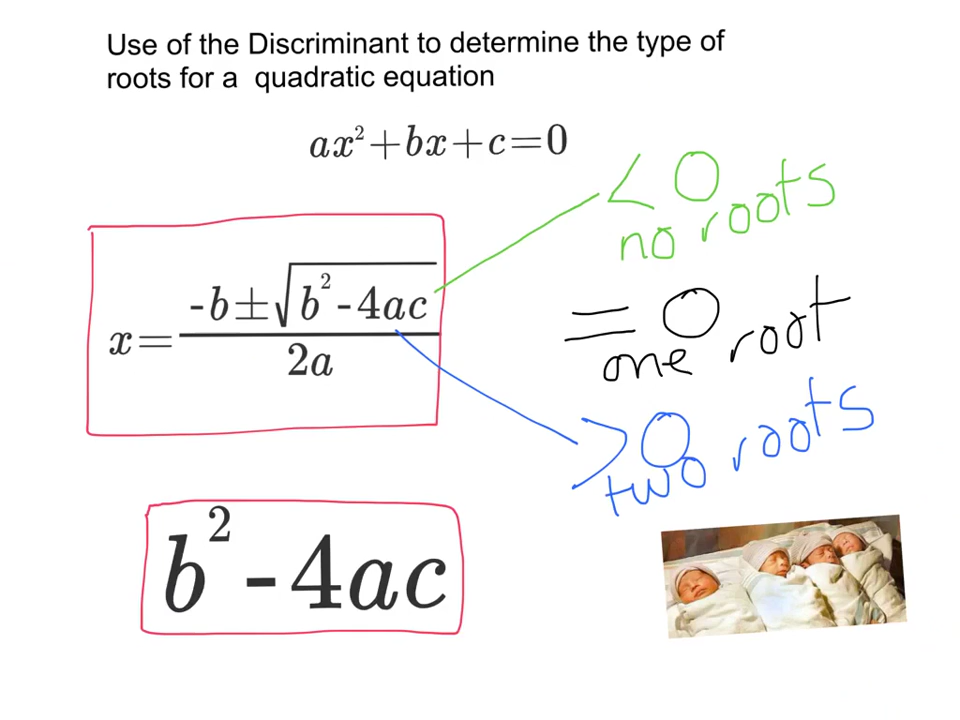 Use of the Discriminant to determine the type of
roots for a quadratic equation
ax²+bx+c=0
x=-b±√b²-4ac/2a
<0
no roots
=0
one root
>0
two roots
b²-4ac